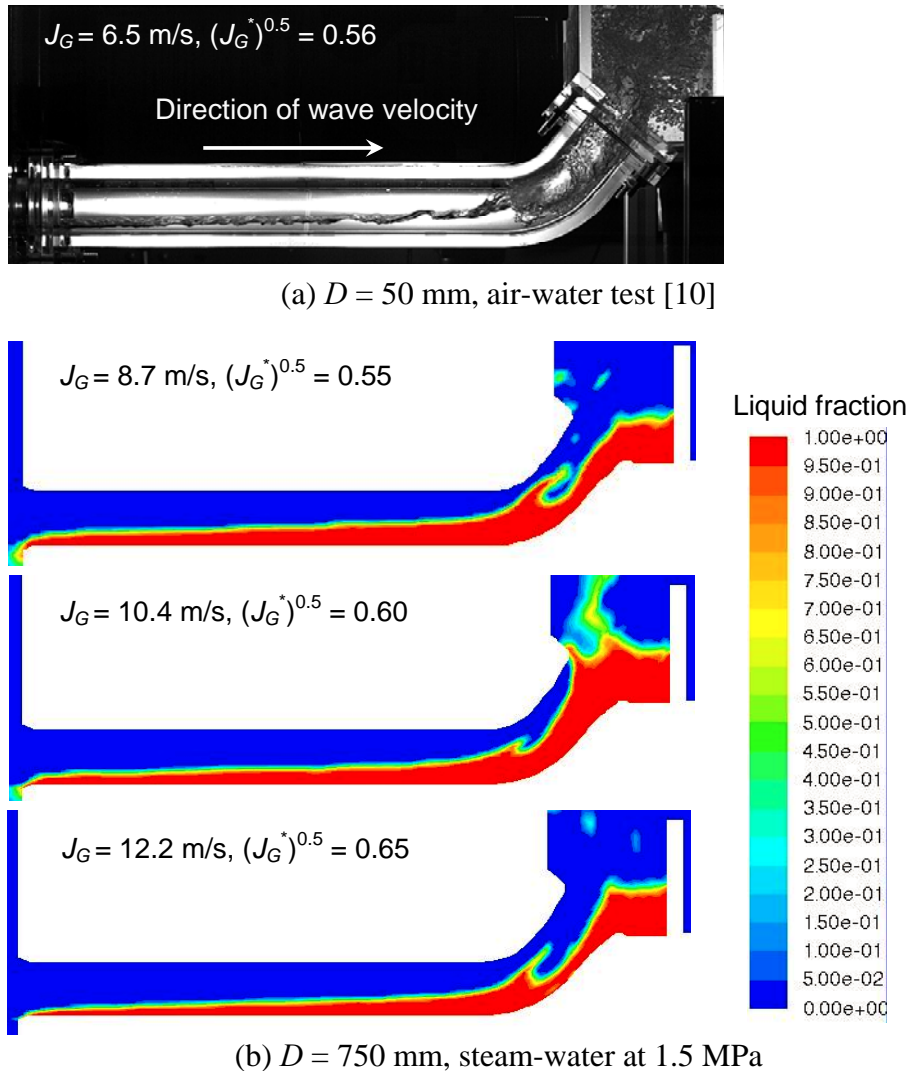 J_G = 6.5 m/s, (J_G^*)^0.5 = 0.56
Direction of wave velocity
(a) D = 50 mm, air-water test [10]
J_G = 8.7 m/s, (J_G^*)^0.5 = 0.55
Liquid fraction
1.00e+00
9.50e-01
9.00e-01
8.50e-01
8.00e-01
7.50e-01
7.00e-01
6.50e-01
6.00e-01
5.50e-01
5.00e-01
4.50e-01
4.00e-01
3.50e-01
3.00e-01
2.50e-01
2.00e-01
1.50e-01
1.00e-01
5.00e-02
0.00e+00
J_G = 10.4 m/s, (J_G^*)^0.5 = 0.60
J_G = 12.2 m/s, (J_G^*)^0.5 = 0.65
(b) D = 750 mm, steam-water at 1.5 MPa